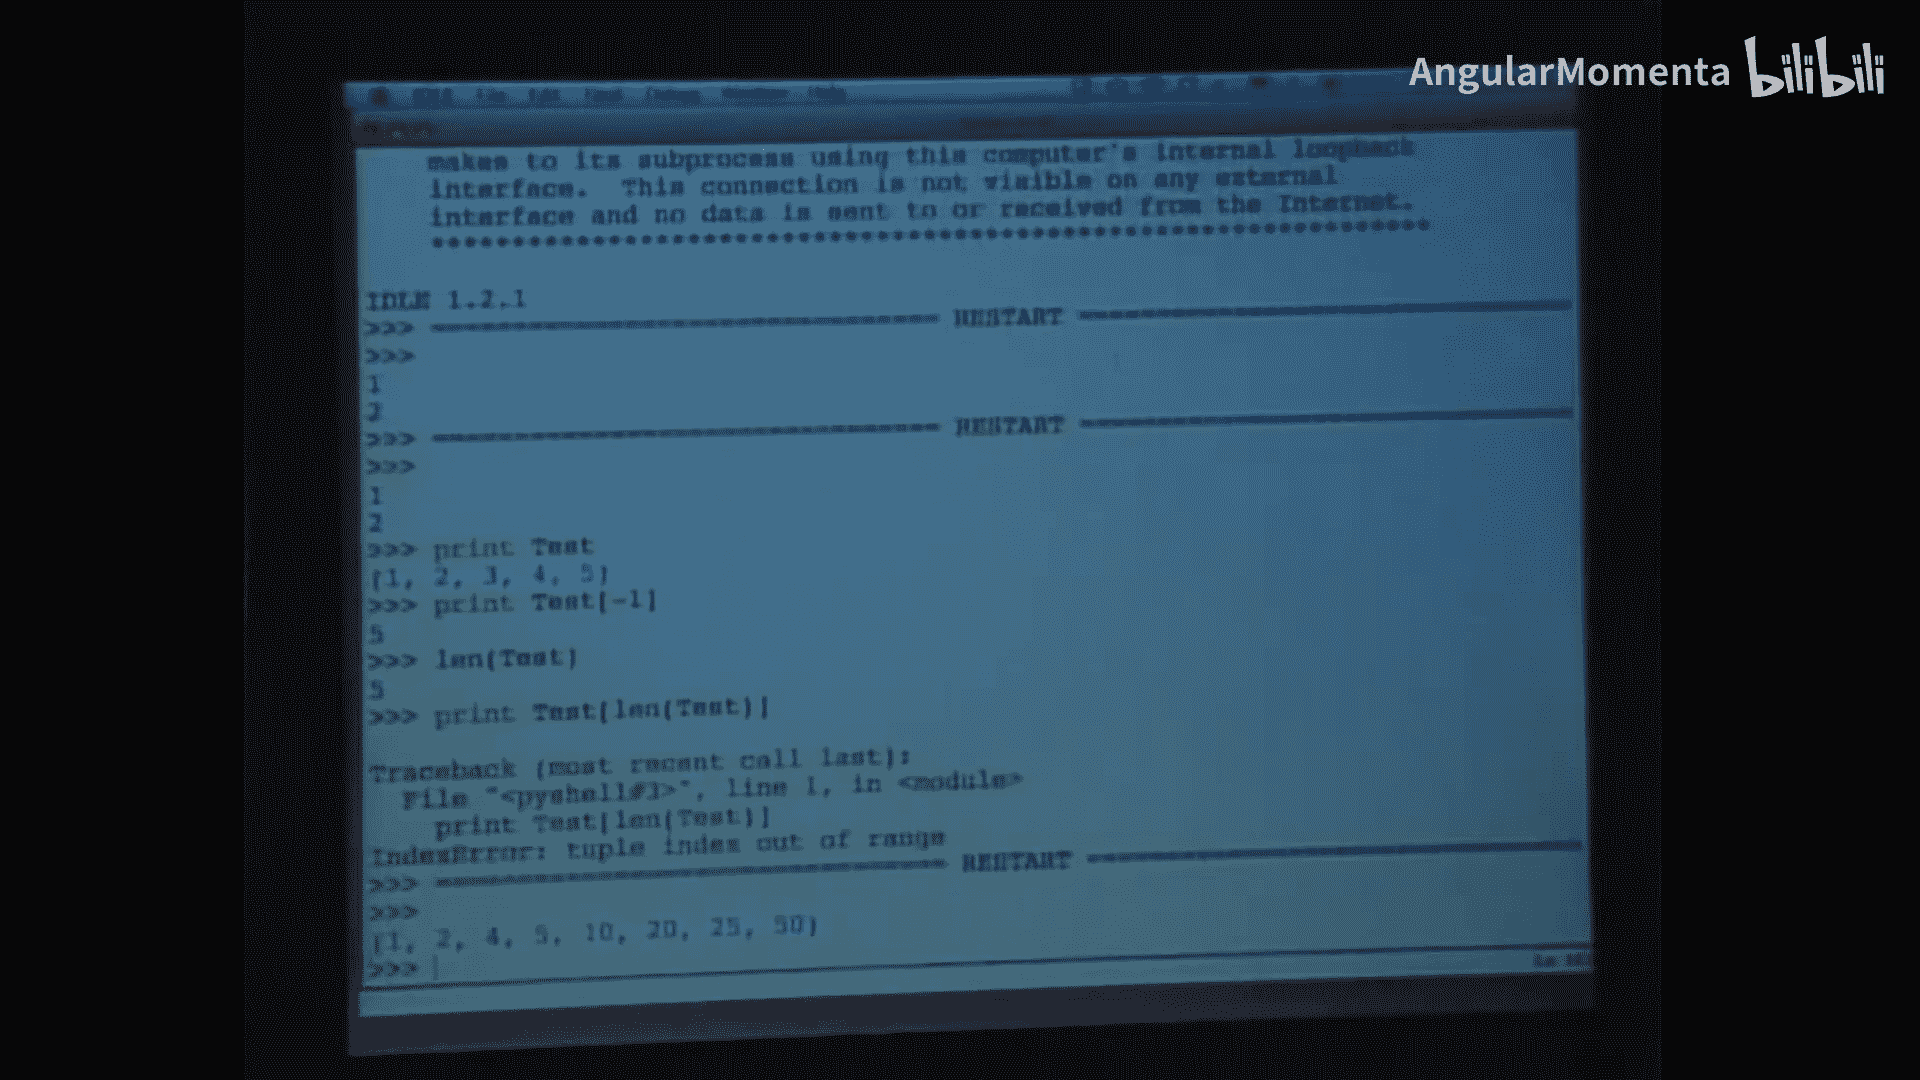 AngularMomenta bilibili
makes to its subprocess using this computer's internal loopback
interface. This connection is not visible on any external
interface and no data is sent to or received from the Internet.
****************************************************************
IDLE 1.2.1
>>> ================================ RESTART ================================
>>>
1
2
>>> ================================ RESTART ================================
>>>
1
2
>>> print Test
(1, 2, 3, 4, 5)
>>> print Test[-1]
5
>>> len(Test)
5
>>> print Test[len(Test)]
Traceback (most recent call last):
File "<pyshell#3>", line 1, in <module>
print Test[len(Test)]
IndexError: tuple index out of range
>>> ================================ RESTART ================================
>>>
(1, 2, 4, 5, 10, 20, 25, 50)
>>>